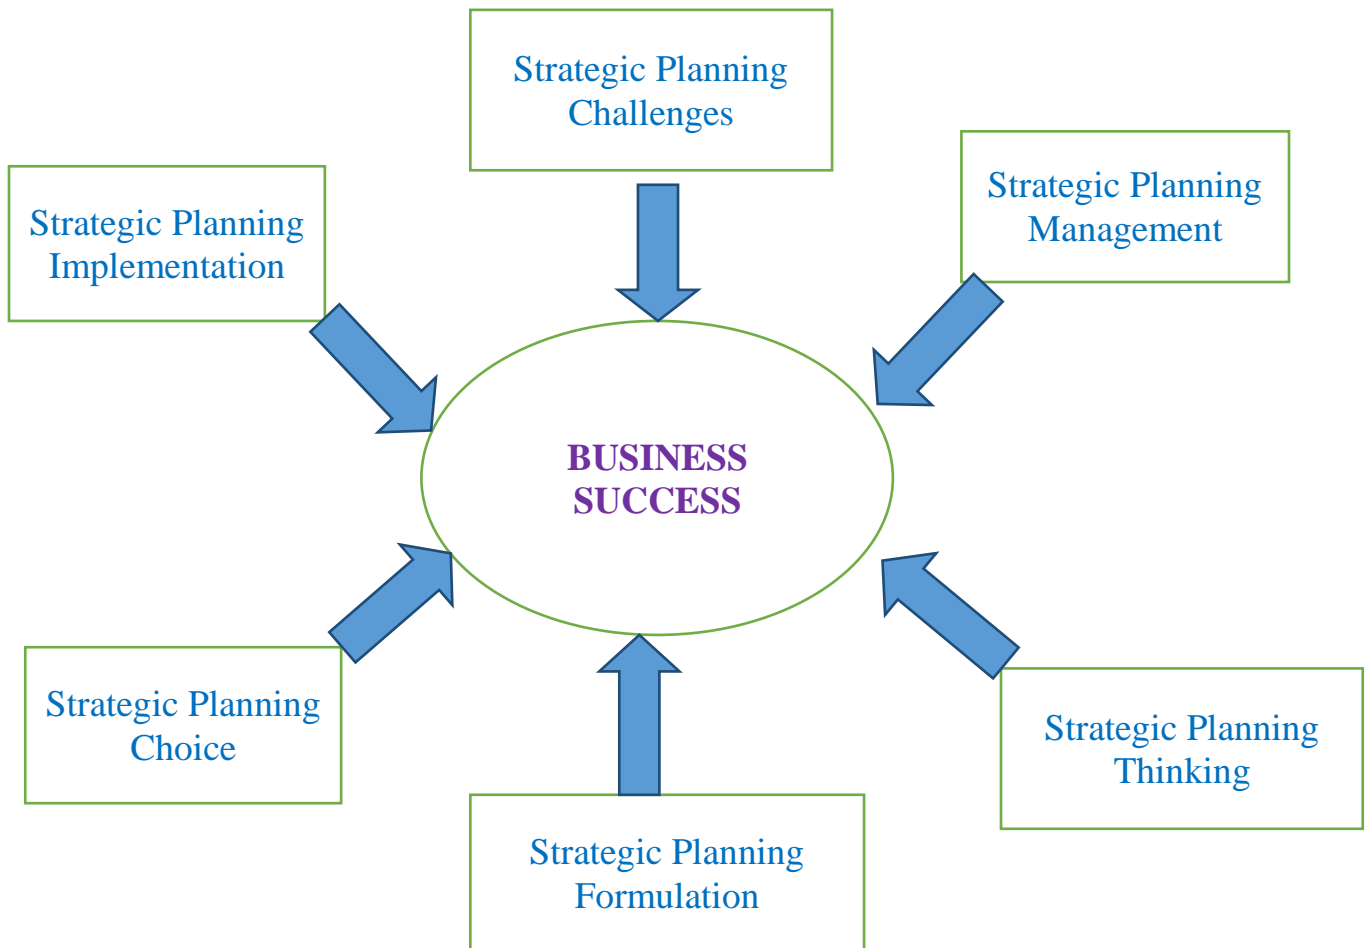 Strategic Planning
Challenges
Strategic Planning
Management
Strategic Planning
Implementation
BUSINESS
SUCCESS
Strategic Planning
Choice
Strategic Planning
Thinking
Strategic Planning
Formulation